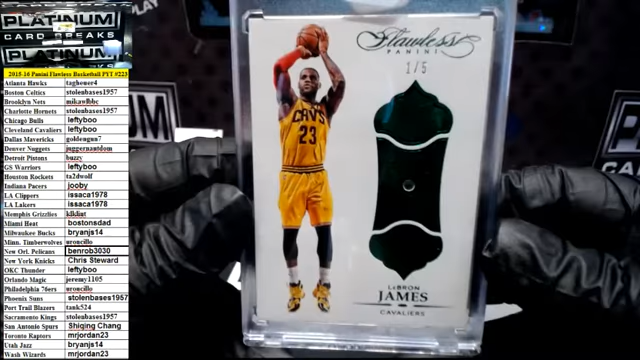 PLATINUM
CARD BREAKS
PLATINUM
2015-16 Panini Flawless Basketball PYT #223
Atlanta Hawks tagheuer4
Boston Celtics stolenbases1957
Brooklyn Nets mikawlbbc
Charlotte Hornets stolenbases1957
Chicago Bulls leftyboo
Cleveland Cavaliers leftyboo
Dallas Mavericks goldengun7
Denver Nuggets juggernautdom
Detroit Pistons buzzy
GS Warriors leftyboo
Houston Rockets ta2dwolf
Indiana Pacers jooby
LA Clippers issaca1978
LA Lakers issaca1978
Memphis Grizzlies klklint
Miami Heat bostonsdad
Milwaukee Bucks bryanjs14
Minn. Timberwolves uroncillo
New Orl. Pelicans benrob3030
New York Knicks Chris Steward
OKC Thunder leftyboo
Orlando Magic jeremy1105
Philadelphia 76ers uroncillo
Phoenix Suns stolenbases1957
Port Trail Blazers tank524
Sacramento Kings stolenbases1957
San Antonio Spurs Shiqing Chang
Toronto Raptors mrjordan23
Utah Jazz bryanjs14
Wash Wizards mrjordan23
Flawless
PANINI
1/5
CAVS
23
LeBRON
JAMES
CAVALIERS